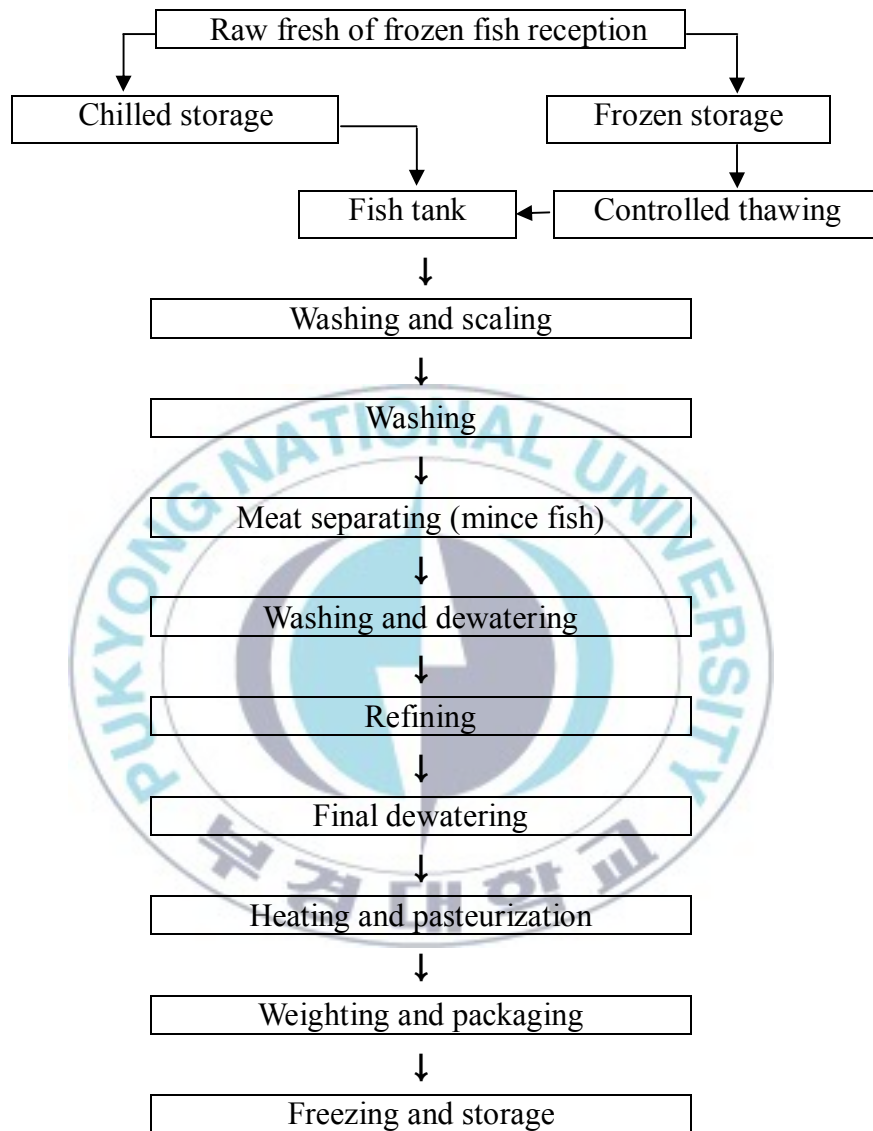 Raw fresh of frozen fish reception
Chilled storage
Frozen storage
Fish tank
Controlled thawing
Washing and scaling
Washing
Meat separating (mince fish)
Washing and dewatering
Refining
Final dewatering
Heating and pasteurization
Weighting and packaging
Freezing and storage
PUKYONG NATIONAL UNIVERSITY
부경대학교